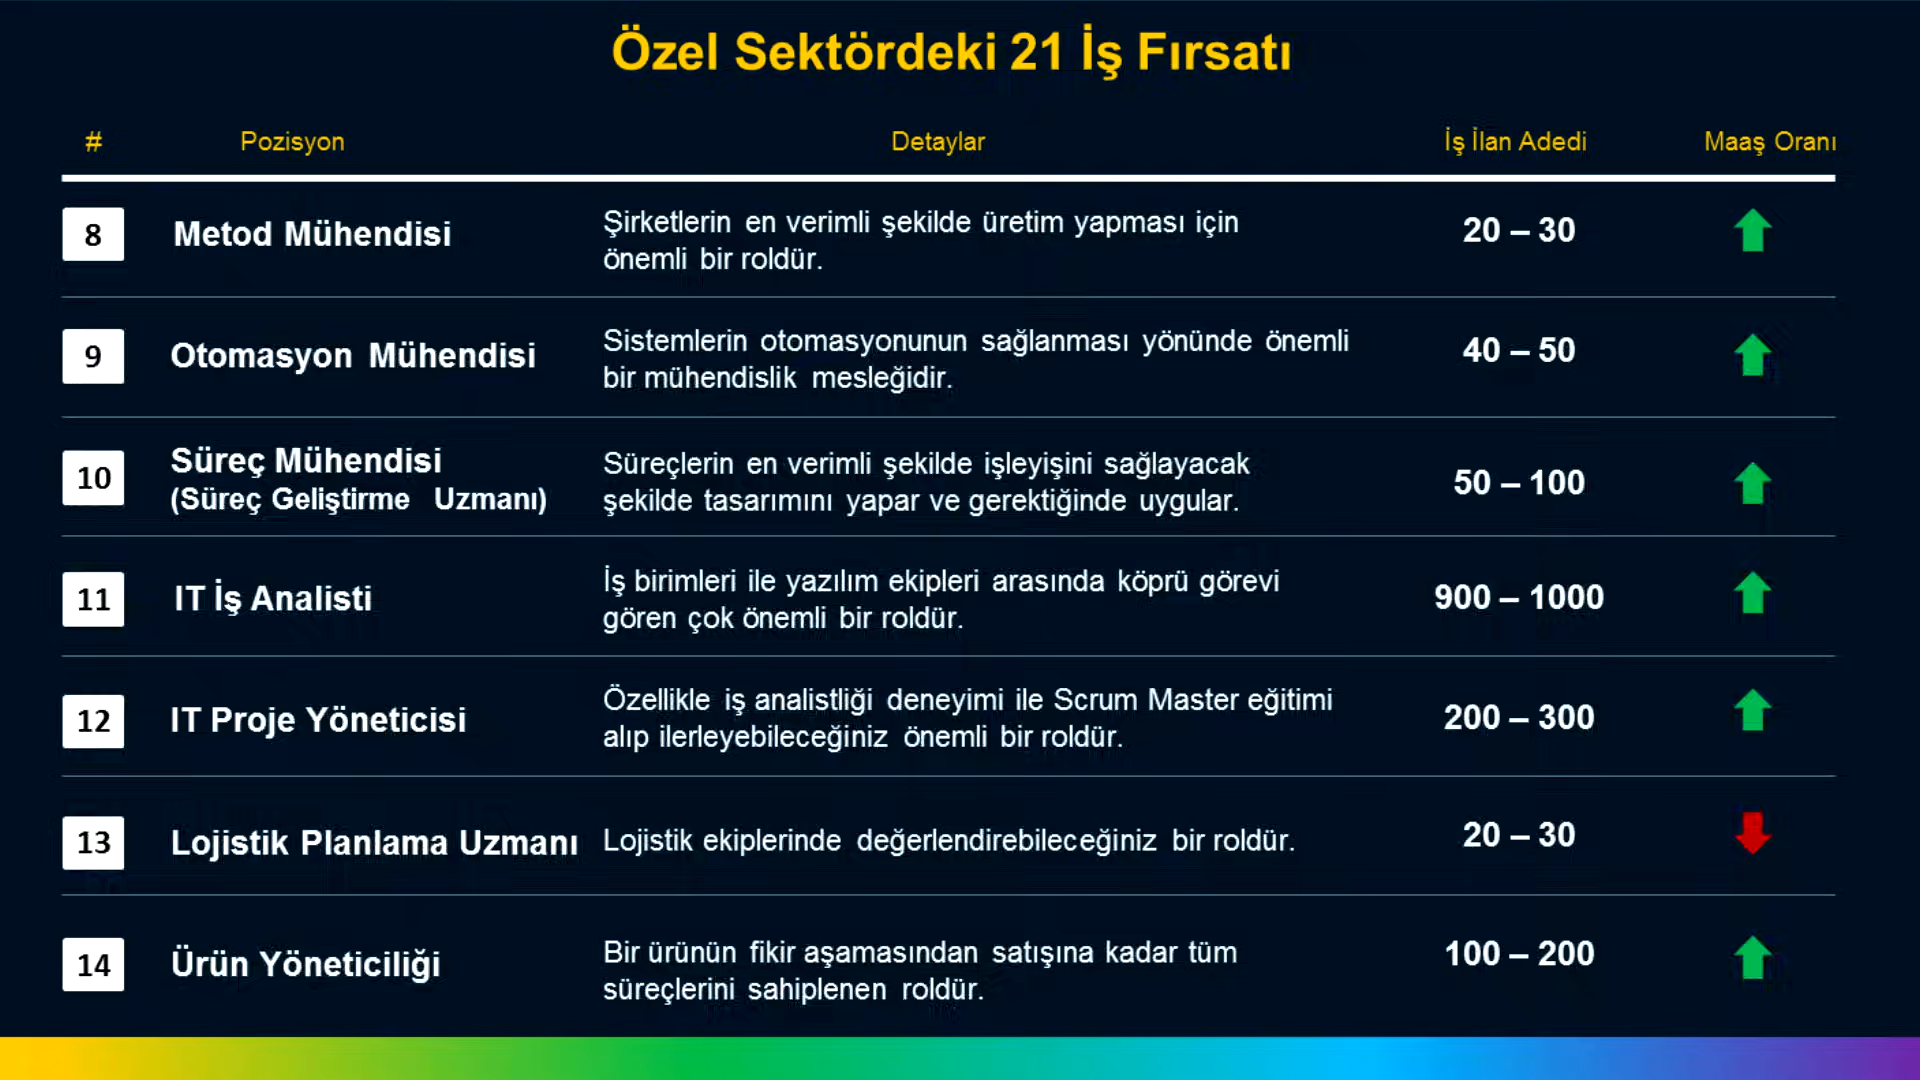 Özel Sektördeki 21 İş Fırsatı
# Pozisyon Detaylar İş İlan Adedi Maaş Oranı
8 Metod Mühendisi Şirketlerin en verimli şekilde üretim yapması için
önemli bir roldür. 20 – 30
9 Otomasyon Mühendisi Sistemlerin otomasyonunun sağlanması yönünde önemli
bir mühendislik mesleğidir. 40 – 50
10 Süreç Mühendisi
(Süreç Geliştirme Uzmanı) Süreçlerin en verimli şekilde işleyişini sağlayacak
şekilde tasarımını yapar ve gerektiğinde uygular. 50 – 100
11 IT İş Analisti İş birimleri ile yazılım ekipleri arasında köprü görevi
gören çok önemli bir roldür. 900 – 1000
12 IT Proje Yöneticisi Özellikle iş analistliği deneyimi ile Scrum Master eğitimi
alıp ilerleyebileceğiniz önemli bir roldür. 200 – 300
13 Lojistik Planlama Uzmanı Lojistik ekiplerinde değerlendirebileceğiniz bir roldür. 20 – 30
14 Ürün Yöneticiliği Bir ürünün fikir aşamasından satışına kadar tüm
süreçlerini sahiplenen roldür. 100 – 200